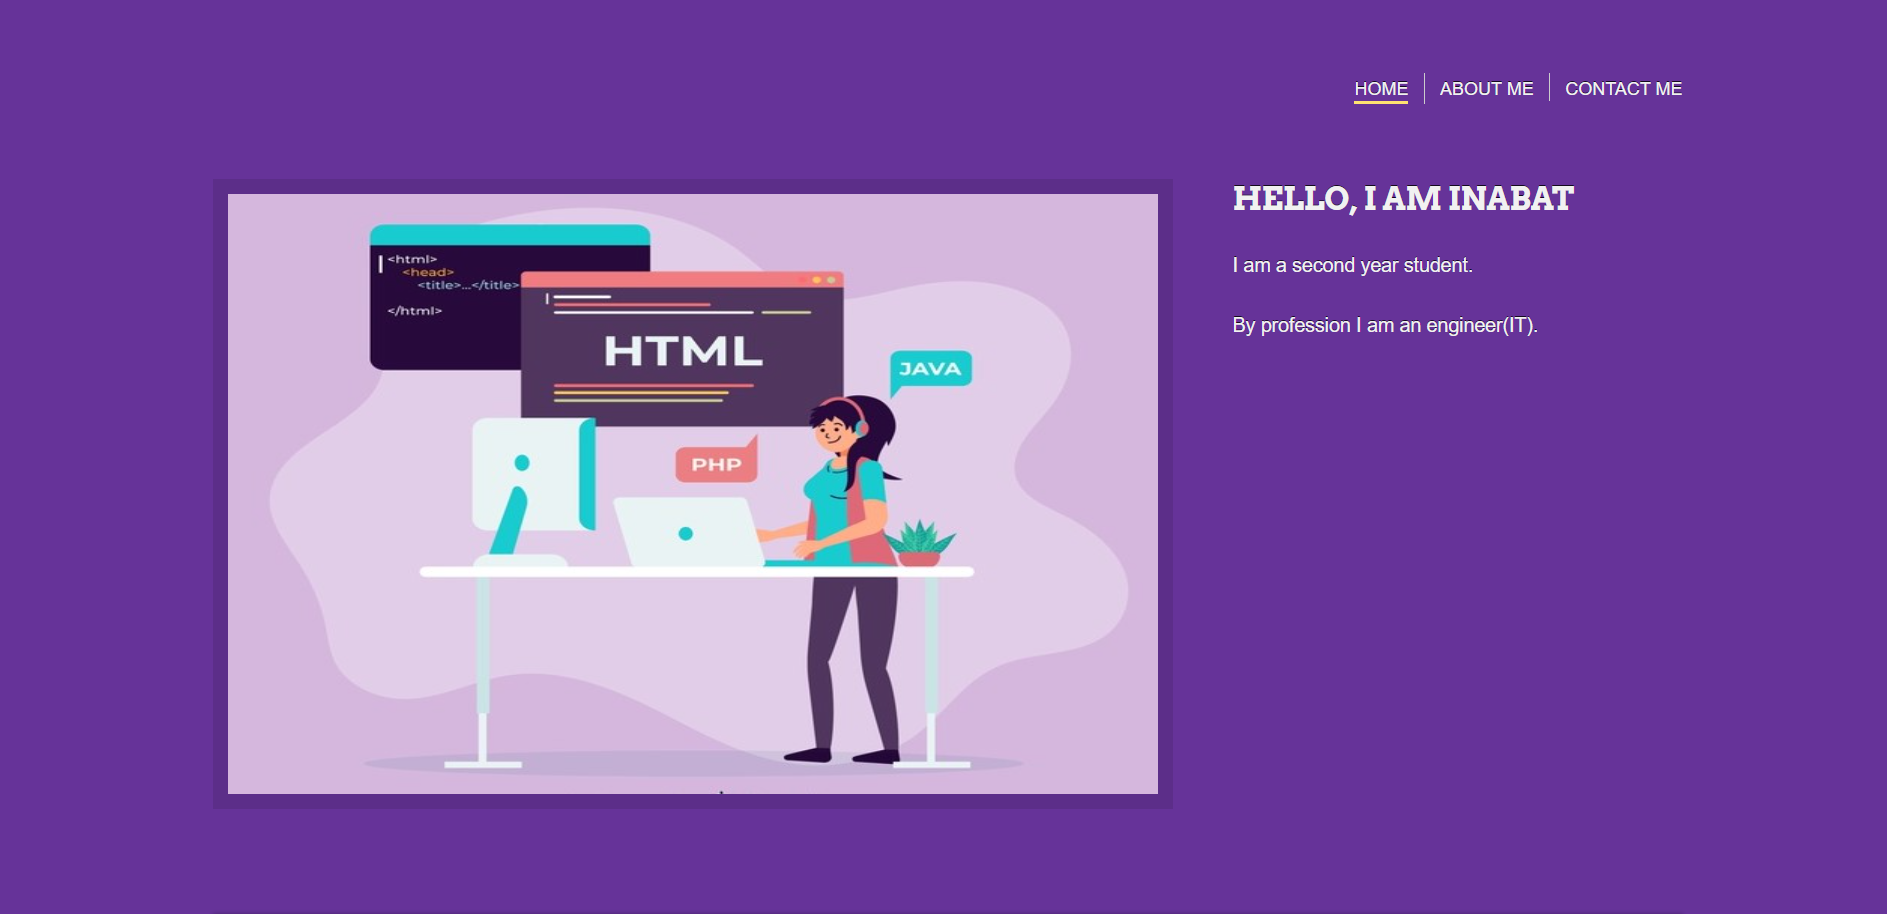 HOME
ABOUT ME
CONTACT ME
HELLO, I AM INABAT
I am a second year student.
By profession I am an engineer(IT).
<html>
<head>
<title>...</title>
</html>
HTML
JAVA
PHP